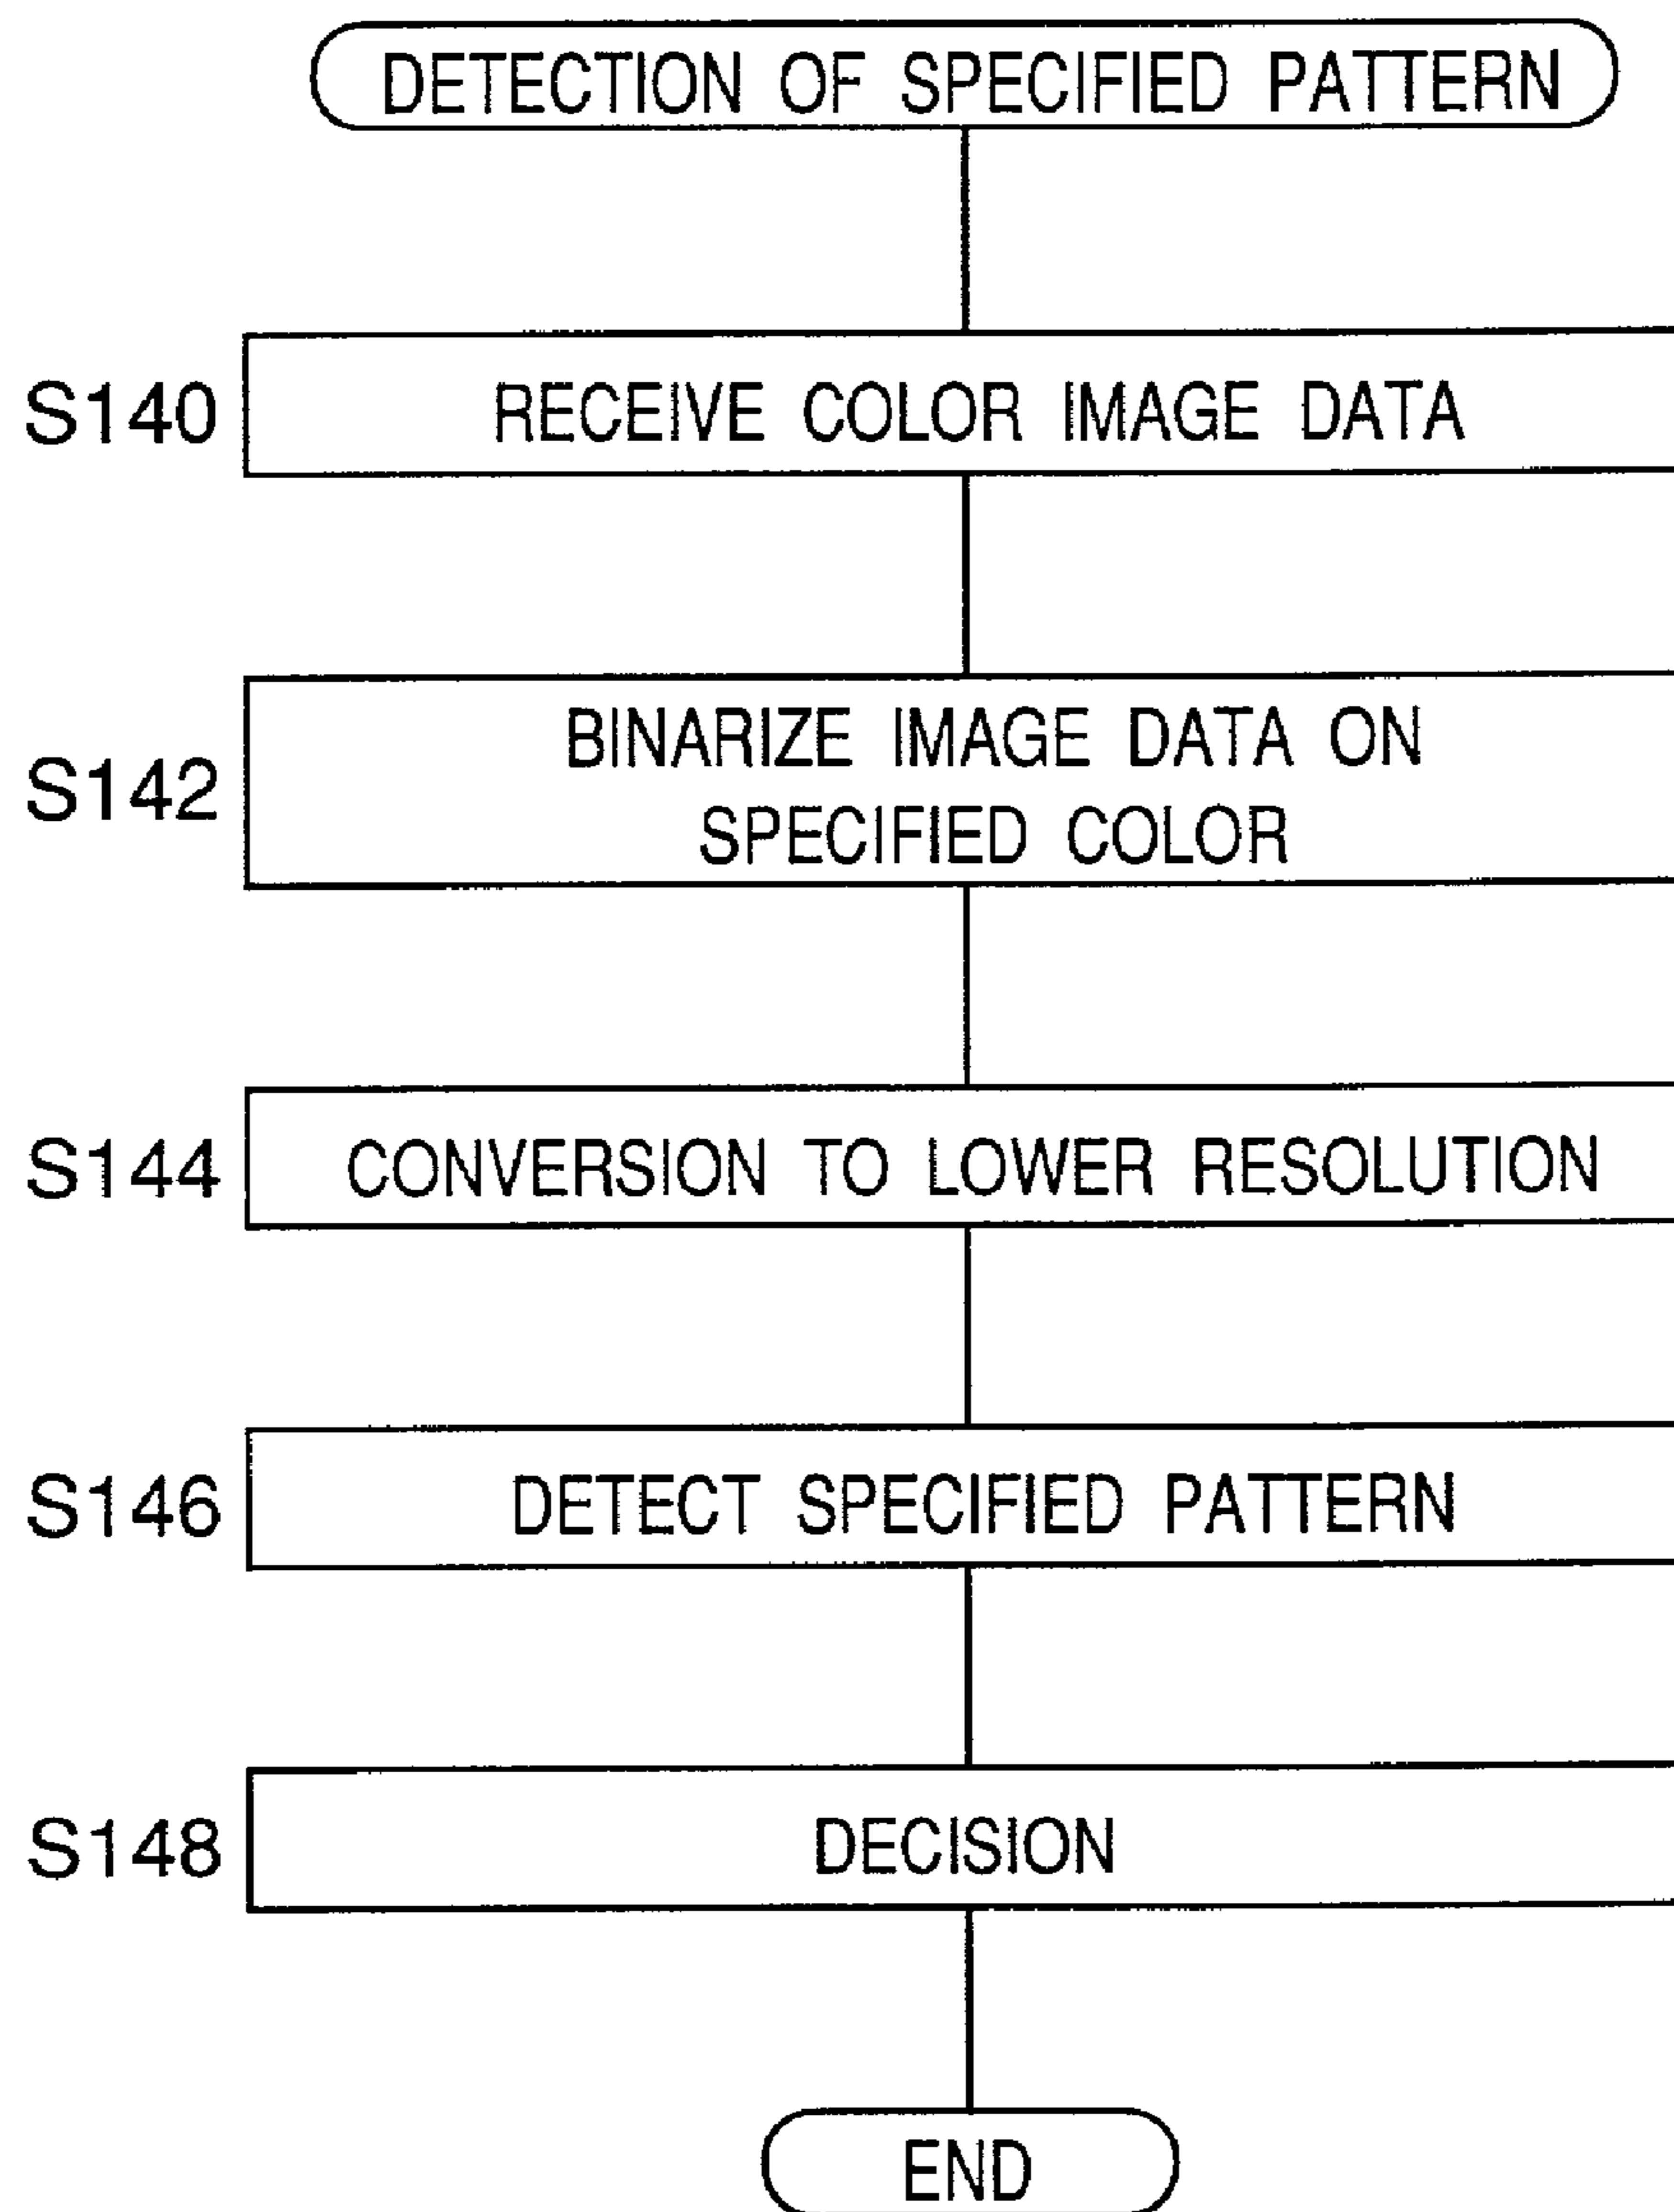 DETECTION OF SPECIFIED PATTERN
S140
RECEIVE COLOR IMAGE DATA
S142
BINARIZE IMAGE DATA ON
SPECIFIED COLOR
S144
CONVERSION TO LOWER RESOLUTION
S146
DETECT SPECIFIED PATTERN
S148
DECISION
END